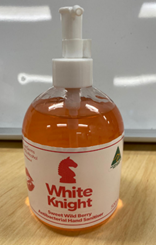 White
Knight
Sweet Wild Berry
Antibacterial Hand Sanitiser